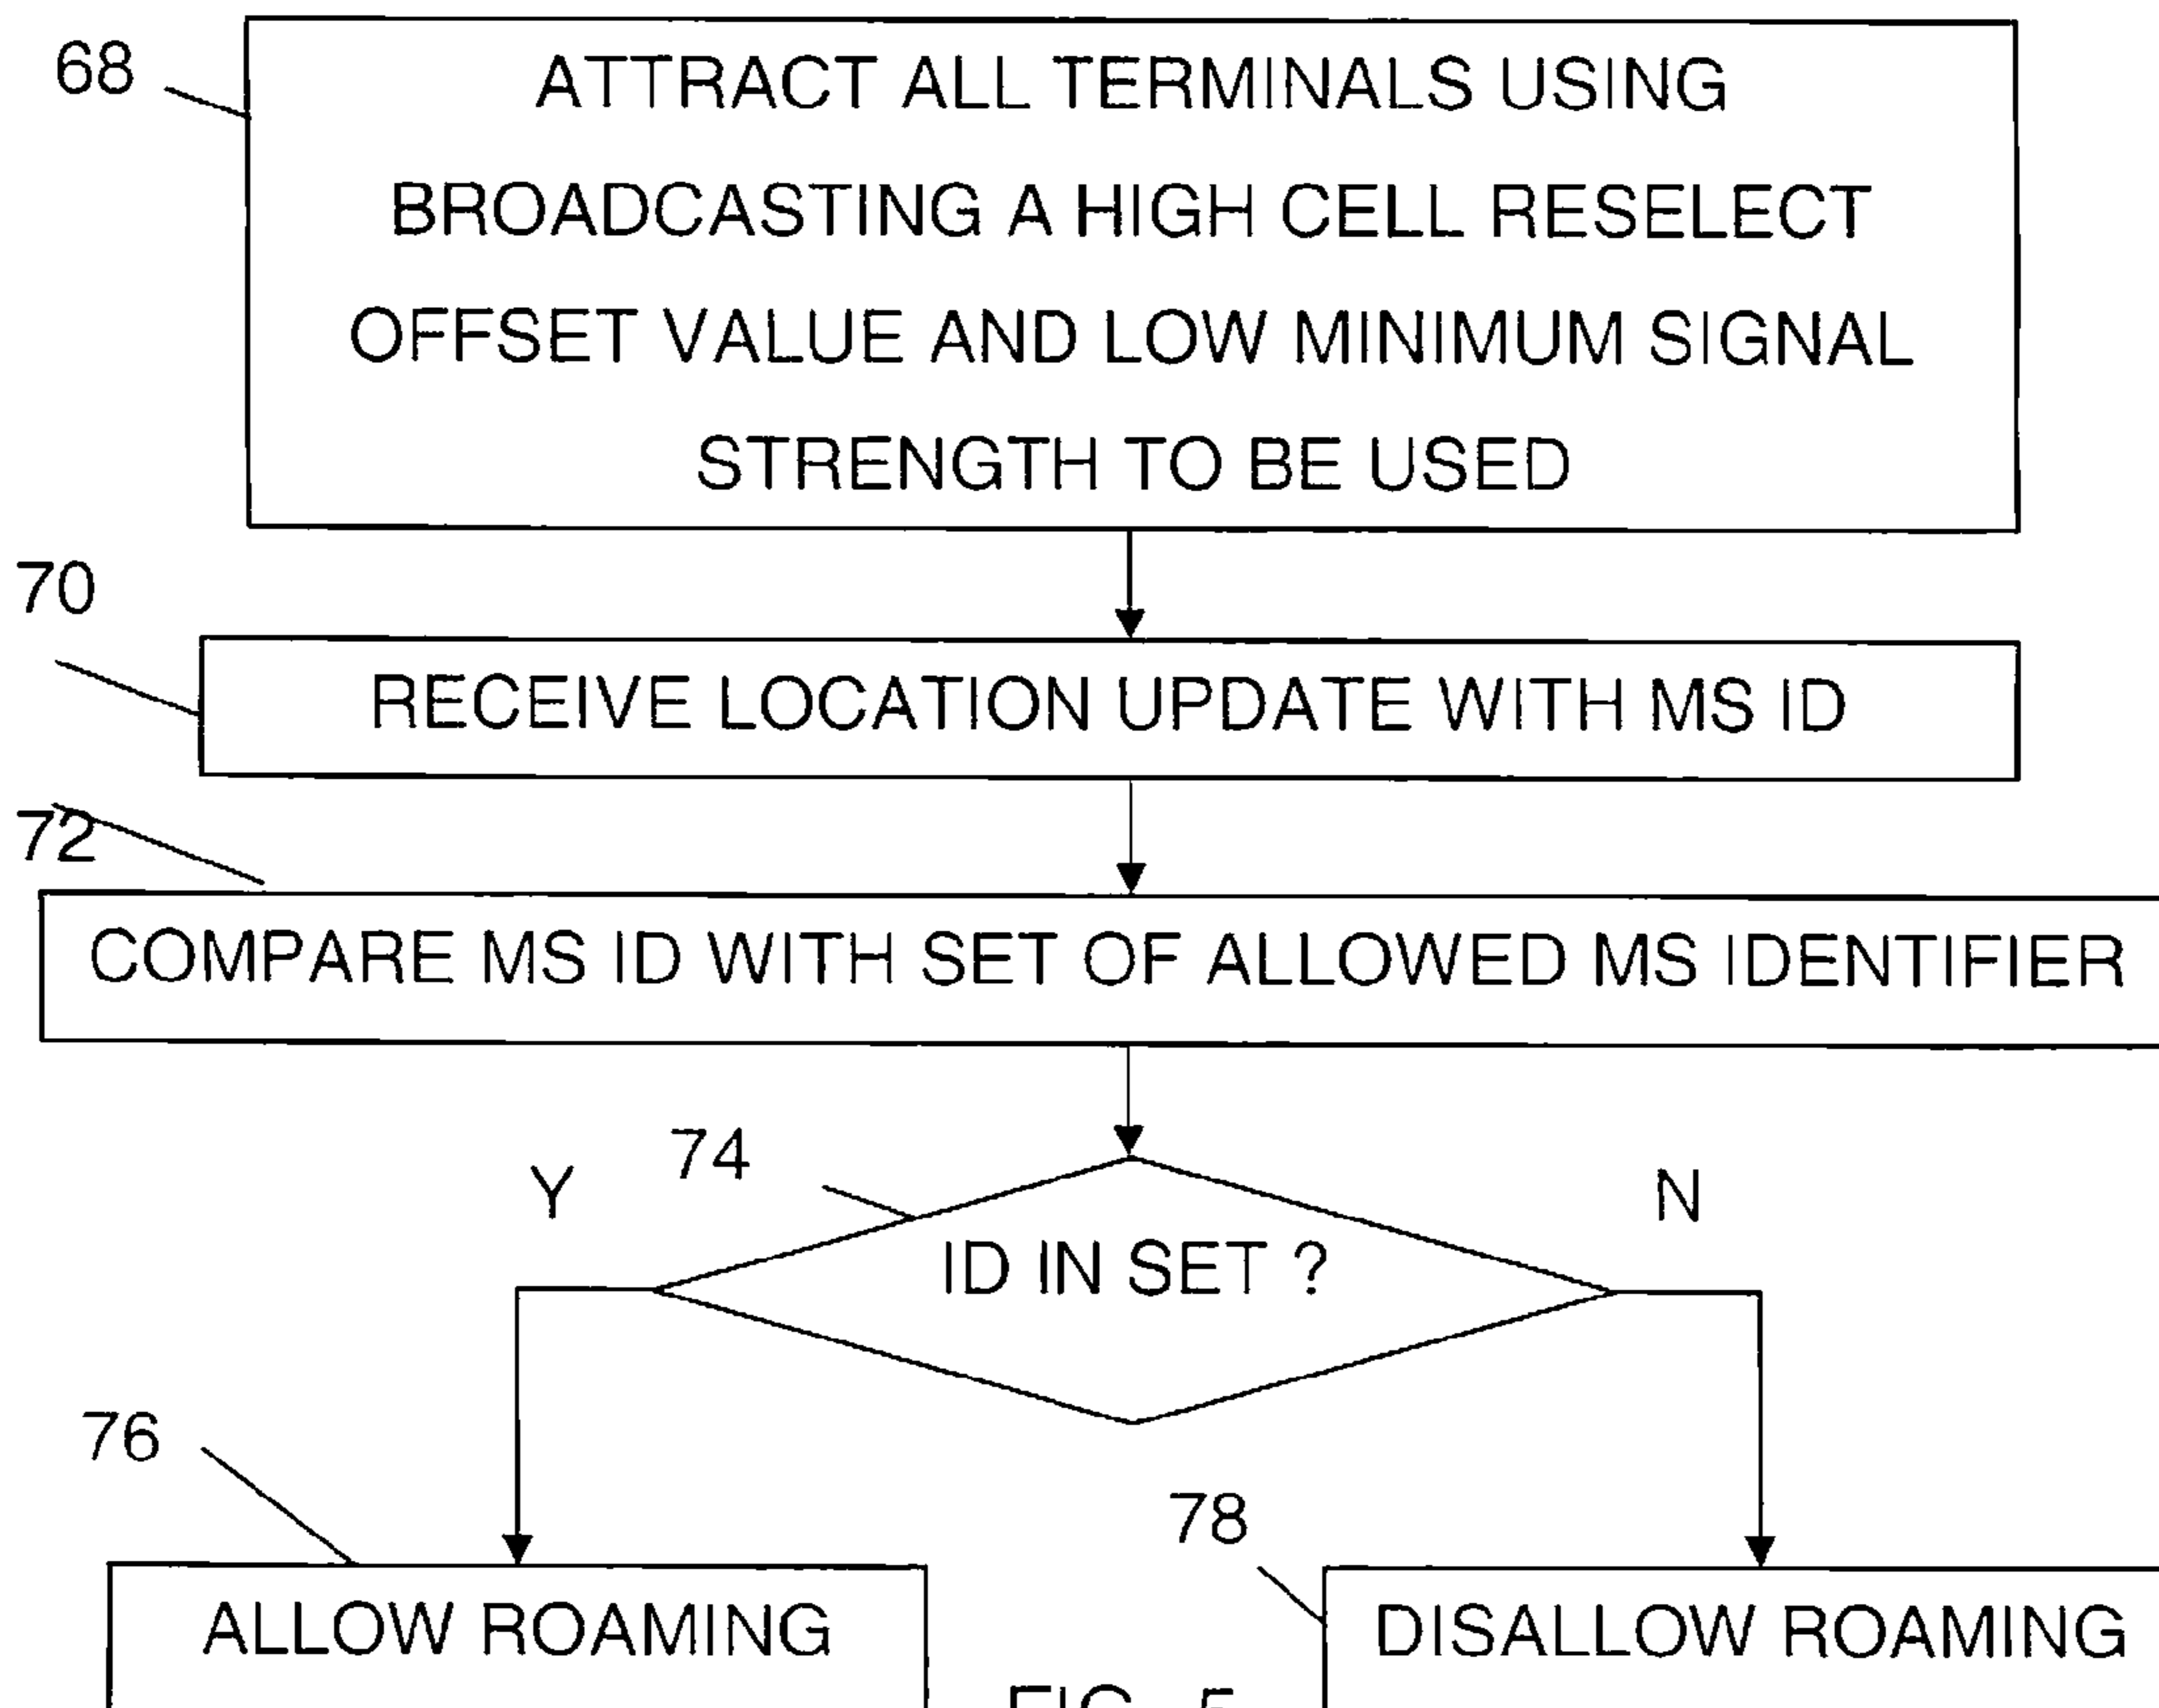 68
ATTRACT ALL TERMINALS USING
BROADCASTING A HIGH CELL RESELECT
OFFSET VALUE AND LOW MINIMUM SIGNAL
STRENGTH TO BE USED
70
RECEIVE LOCATION UPDATE WITH MS ID
72
COMPARE MS ID WITH SET OF ALLOWED MS IDENTIFIER
74
Y
N
ID IN SET ?
76
78
ALLOW ROAMING
DISALLOW ROAMING
FIG. 5